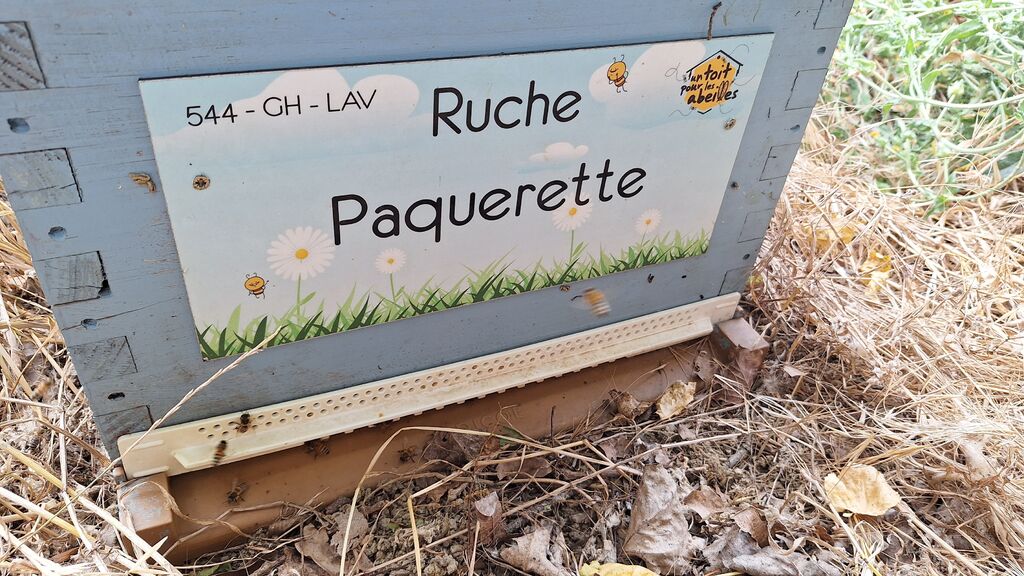 544 - GH - LAV
Ruche
Paquerette
un toit
pour les
abeilles